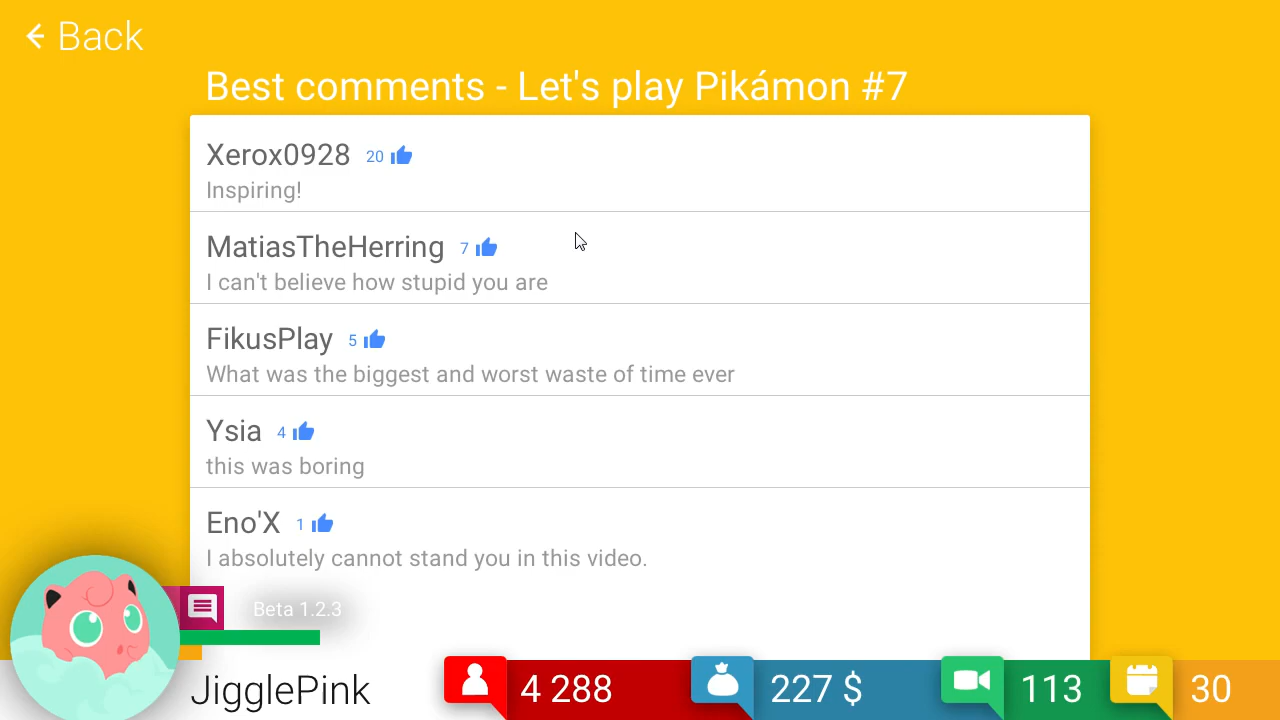 Back
Best comments - Let's play Pikámon #7
Xerox0928 20
Inspiring!
MatiasTheHerring 7
I can't believe how stupid you are
FikusPlay 5
What was the biggest and worst waste of time ever
Ysia 4
this was boring
Eno'X 1
I absolutely cannot stand you in this video.
Beta 1.2.3
JigglePink 4 288 227 $ 113 30